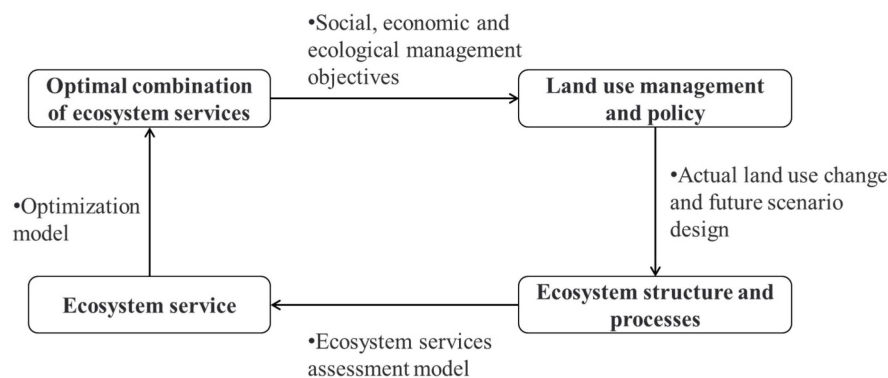 •Social, economic and
ecological management
objectives
Optimal combination
of ecosystem services
Land use management
and policy
•Actual land use change
and future scenario
design
•Optimization
model
Ecosystem service
Ecosystem structure and
processes
•Ecosystem services
assessment model